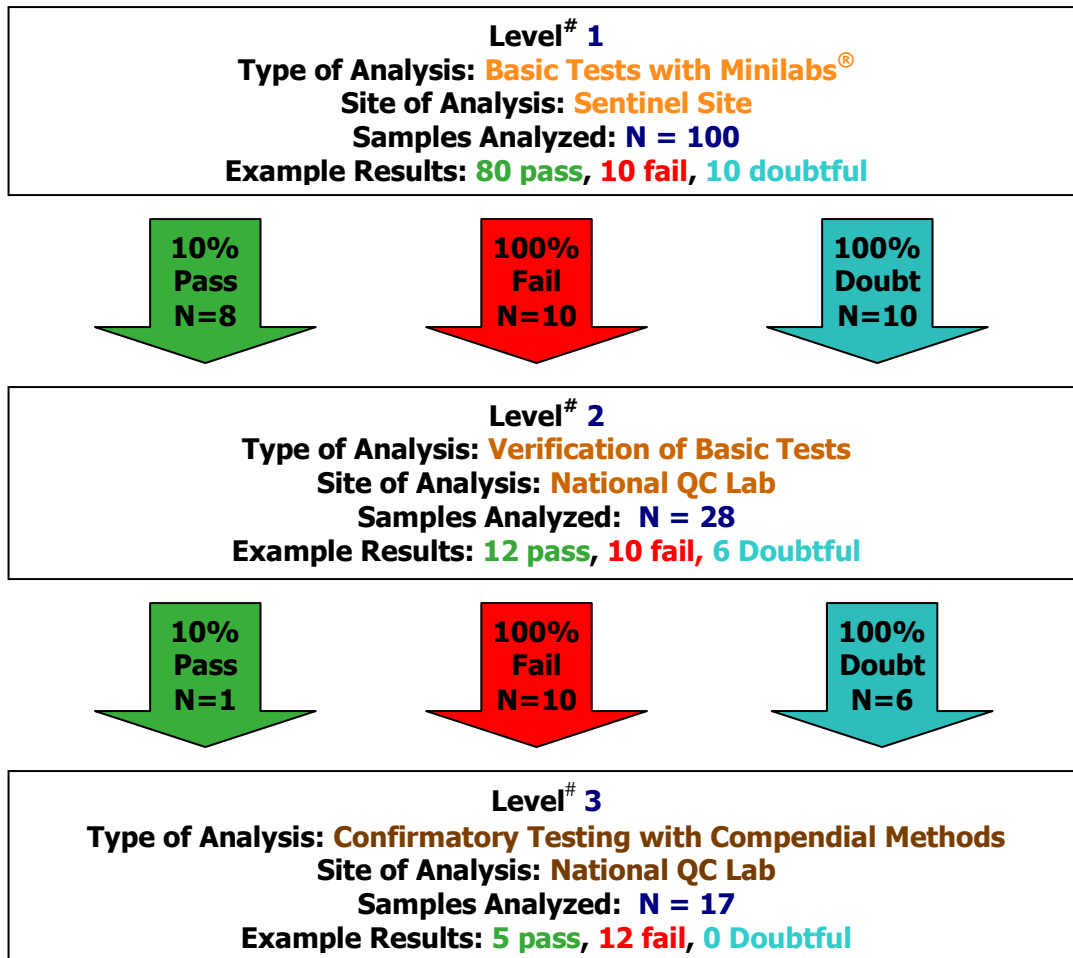 Level# 1
Type of Analysis: Basic Tests with Minilabs®
Site of Analysis: Sentinel Site
Samples Analyzed: N = 100
Example Results: 80 pass, 10 fail, 10 doubtful
10%
Pass
N=8
100%
Fail
N=10
100%
Doubt
N=10
Level# 2
Type of Analysis: Verification of Basic Tests
Site of Analysis: National QC Lab
Samples Analyzed: N = 28
Example Results: 12 pass, 10 fail, 6 Doubtful
10%
Pass
N=1
100%
Fail
N=10
100%
Doubt
N=6
Level# 3
Type of Analysis: Confirmatory Testing with Compendial Methods
Site of Analysis: National QC Lab
Samples Analyzed: N = 17
Example Results: 5 pass, 12 fail, 0 Doubtful